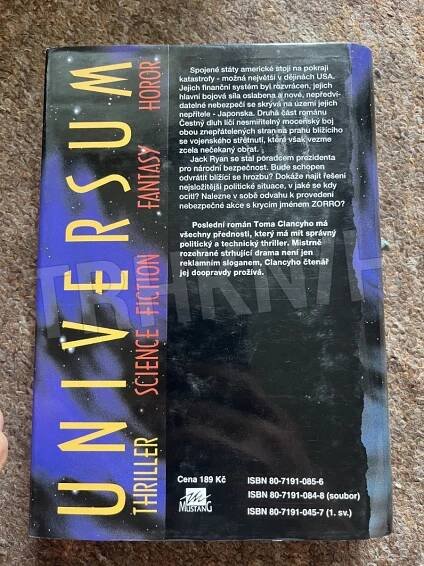 UNIVERSUM
THRILLER SCIENCE FICTION FANTASY HOROR
Spojené státy americké stojí na pokraji
katastrofy - možná největší v dějinách USA.
Jejich finanční systém byl rozvrácen, jejich
hlavní bojová síla oslabena a nové, nepředví-
datelné nebezpečí se skrývá na území jejich
nepřítele - Japonska. Druhá část románu
Čestný dluh líčí nesmiřitelný mocenský boj
obou znepřátelených stran na prahu blížícího
se vojenského střetnutí, které však vezme
zcela nečekaný obrat.
Jack Ryan se stal poradcem prezidenta
pro národní bezpečnost. Bude schopen
odvrátit blížící se hrozbu? Dokáže najít řešení
nejsložitější politické situace, v jaké se kdy
ocitl? Nalezne v sobě odvahu k provedení
nebezpečné akce s krycím jménem ZORRO?
Poslední román Toma Clancyho má
všechny přednosti, který má mít správný
politický a technický thriller. Mistrně
rozehrané strhující drama není jen
reklamním sloganem, Clancyho čtenář
jej doopravdy prožívá.
Cena 189 Kč
MUSTANG
ISBN 80-7191-085-6
ISBN 80-7191-084-8 (soubor)
ISBN 80-7191-045-7 (1. sv.)